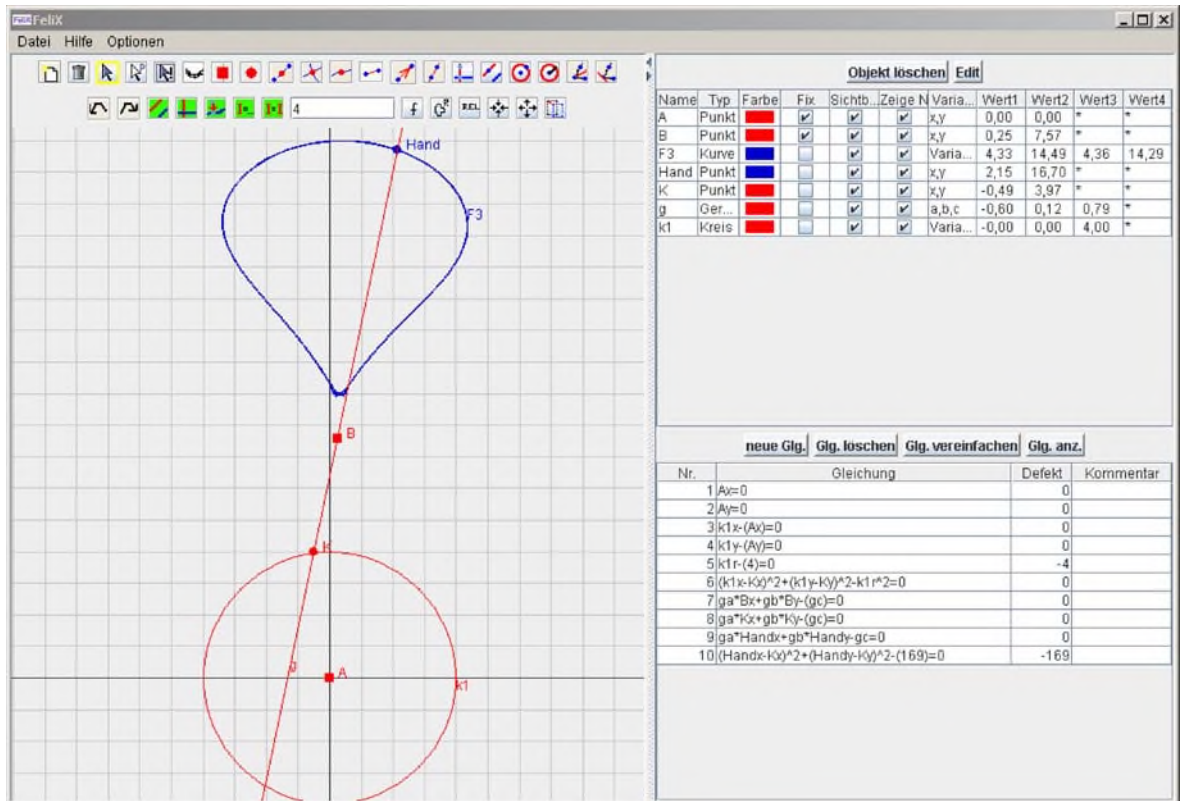 FeliX FeliX
Datei Hilfe Optionen
4 f REL
Hand
F3
B
K
g A
k1
Objekt löschen Edit
Name Typ Farbe Fix Sichtb... Zeige N Varia... Wert1 Wert2 Wert3 Wert4
A Punkt x,y 0,00 0,00 * *
B Punkt x,y 0,25 7,57 * *
F3 Kurve Varia... 4,33 14,49 4,36 14,29
Hand Punkt x,y 2,15 16,70 * *
K Punkt x,y -0,49 3,97 * *
g Ger... a,b,c -0,60 0,12 0,79 *
k1 Kreis Varia... -0,00 0,00 4,00 *
neue Glg. Glg. löschen Glg. vereinfachen Glg. anz.
Nr. Gleichung Defekt Kommentar
1 Ax=0 0
2 Ay=0 0
3 k1x-(Ax)=0 0
4 k1y-(Ay)=0 0
5 k1r-(4)=0 -4
6 (k1x-Kx)^2+(k1y-Ky)^2-k1r^2=0 0
7 ga*Bx+gb*By-(gc)=0 0
8 ga*Kx+gb*Ky-(gc)=0 0
9 ga*Handx+gb*Handy-gc=0 0
10 (Handx-Kx)^2+(Handy-Ky)^2-(169)=0 -169